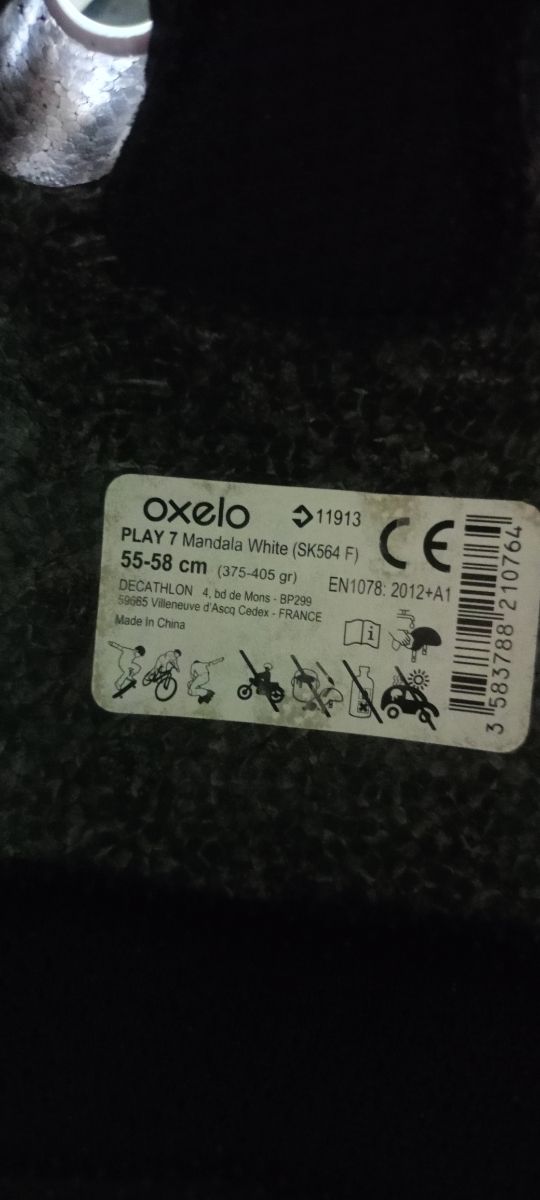 oxelo
11913
PLAY 7 Mandala White (SK564 F)
55-58 cm (375-405 gr)
CE
EN1078: 2012+A1
DECATHLON 4, bd de Mons - BP299
59665 Villeneuve d'Ascq Cedex - FRANCE
Made In China
i
3 583788 210764